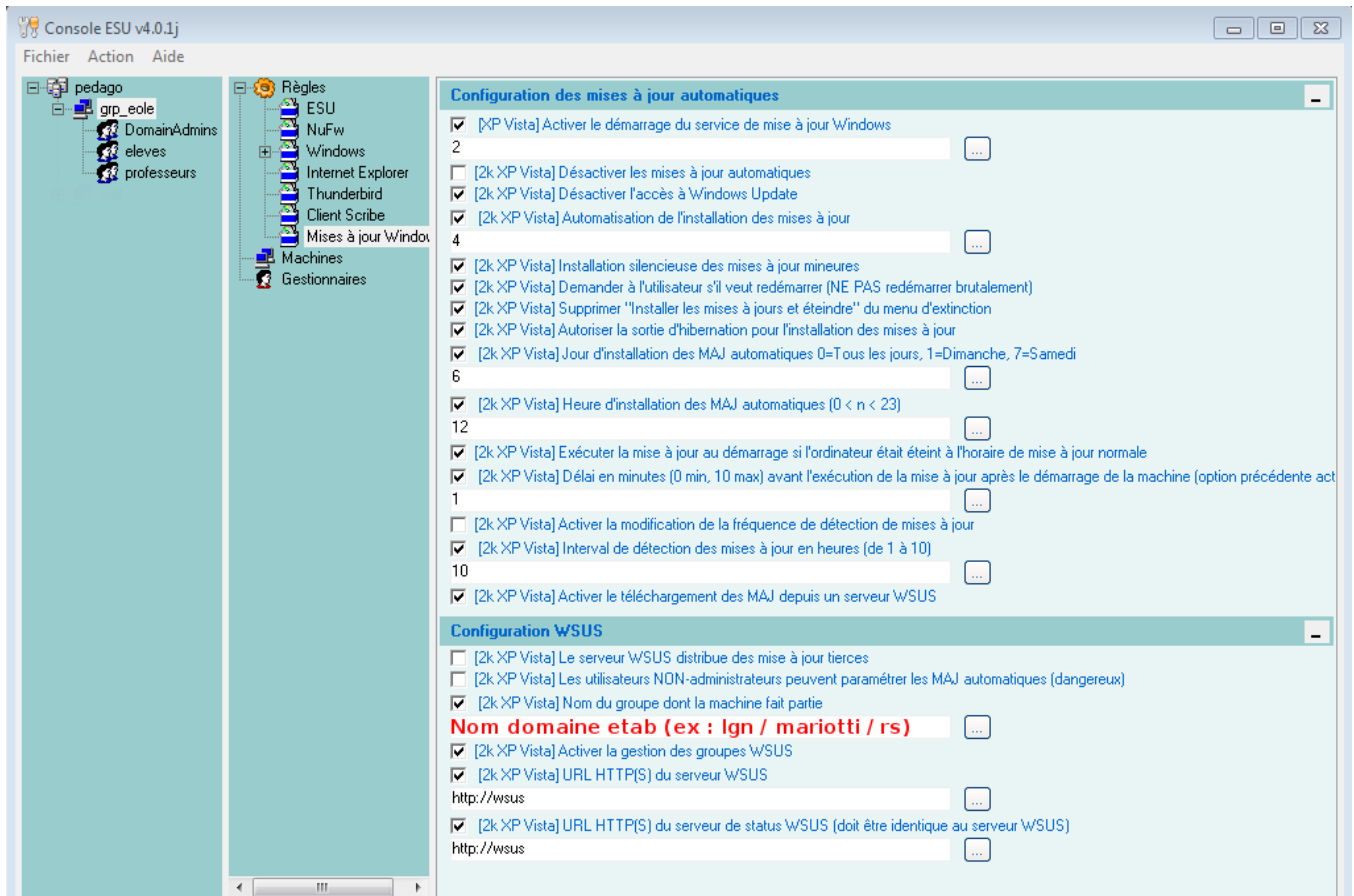 Console ESU v4.0.1j
Fichier Action Aide
pedago
grp_eole
DomainAdmins
eleves
professeurs
Règles
ESU
NuFw
Windows
Internet Explorer
Thunderbird
Client Scribe
Mises à jour Window
Machines
Gestionnaires
Configuration des mises à jour automatiques
[XP Vista] Activer le démarrage du service de mise à jour Windows
2
...
[2k XP Vista] Désactiver les mises à jour automatiques
[2k XP Vista] Désactiver l'accès à Windows Update
[2k XP Vista] Automatisation de l'installation des mises à jour
4
...
[2k XP Vista] Installation silencieuse des mises à jour mineures
[2k XP Vista] Demander à l'utilisateur s'il veut redémarrer (NE PAS redémarrer brutalement)
[2k XP Vista] Supprimer "Installer les mises à jours et éteindre" du menu d'extinction
[2k XP Vista] Autoriser la sortie d'hibernation pour l'installation des mises à jour
[2k XP Vista] Jour d'installation des MAJ automatiques 0=Tous les jours, 1=Dimanche, 7=Samedi
6
...
[2k XP Vista] Heure d'installation des MAJ automatiques (0 < n < 23)
12
...
[2k XP Vista] Exécuter la mise à jour au démarrage si l'ordinateur était éteint à l'horaire de mise à jour normale
[2k XP Vista] Délai en minutes (0 min, 10 max) avant l'exécution de la mise à jour après le démarrage de la machine (option précédente act
1
...
[2k XP Vista] Activer la modification de la fréquence de détection de mises à jour
[2k XP Vista] Interval de détection des mises à jour en heures (de 1 à 10)
10
...
[2k XP Vista] Activer le téléchargement des MAJ depuis un serveur WSUS
Configuration WSUS
[2k XP Vista] Le serveur WSUS distribue des mise à jour tierces
[2k XP Vista] Les utilisateurs NON-administrateurs peuvent paramétrer les MAJ automatiques (dangereux)
[2k XP Vista] Nom du groupe dont la machine fait partie
Nom domaine etab (ex : lgn / mariotti / rs)
...
[2k XP Vista] Activer la gestion des groupes WSUS
[2k XP Vista] URL HTTP(S) du serveur WSUS
http://wsus
...
[2k XP Vista] URL HTTP(S) du serveur de status WSUS (doit être identique au serveur WSUS)
http://wsus
...